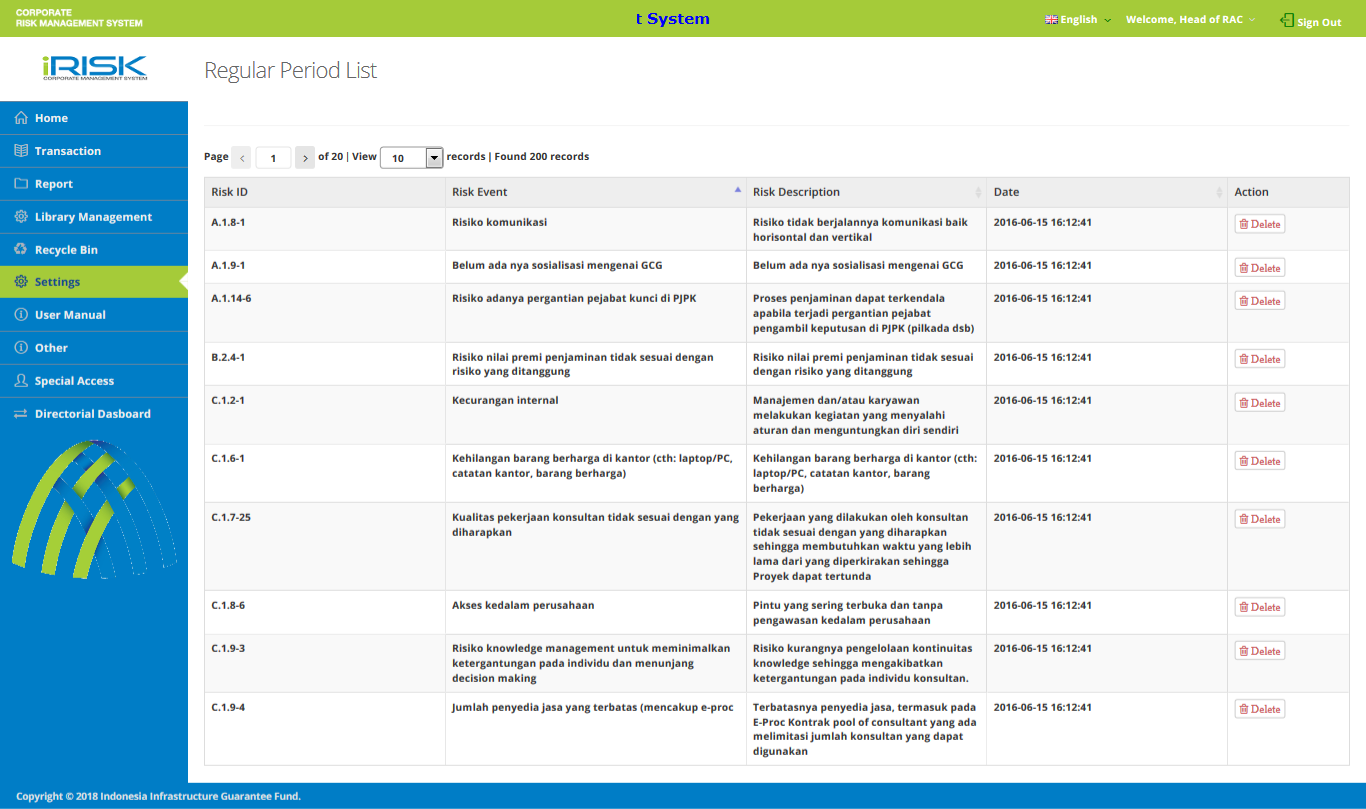 CORPORATE
RISK MANAGEMENT SYSTEM
t System
English
Welcome, Head of RAC
Sign Out
iRISK
CORPORATE MANAGEMENT SYSTEM
Regular Period List
Home
Transaction
Report
Library Management
Recycle Bin
Settings
User Manual
Other
Special Access
Directorial Dasboard
Page < 1 > of 20 | View 10 records | Found 200 records
Risk ID Risk Event Risk Description Date Action
A.1.8-1 Risiko komunikasi Risiko tidak berjalannya komunikasi baik 2016-06-15 16:12:41 Delete
horisontal dan vertikal
A.1.9-1 Belum ada nya sosialisasi mengenai GCG Belum ada nya sosialisasi mengenai GCG 2016-06-15 16:12:41 Delete
A.1.14-6 Risiko adanya pergantian pejabat kunci di PJPK Proses penjaminan dapat terkendala 2016-06-15 16:12:41 Delete
apabila terjadi pergantian pejabat
pengambil keputusan di PJPK (pilkada dsb)
B.2.4-1 Risiko nilai premi penjaminan tidak sesuai dengan Risiko nilai premi penjaminan tidak sesuai 2016-06-15 16:12:41 Delete
risiko yang ditanggung dengan risiko yang ditanggung
C.1.2-1 Kecurangan internal Manajemen dan/atau karyawan 2016-06-15 16:12:41 Delete
melakukan kegiatan yang menyalahi
aturan dan menguntungkan diri sendiri
C.1.6-1 Kehilangan barang berharga di kantor (cth: laptop/PC, Kehilangan barang berharga di kantor (cth: 2016-06-15 16:12:41 Delete
catatan kantor, barang berharga) laptop/PC, catatan kantor, barang
berharga)
C.1.7-25 Kualitas pekerjaan konsultan tidak sesuai dengan yang Pekerjaan yang dilakukan oleh konsultan 2016-06-15 16:12:41 Delete
diharapkan tidak sesuai dengan yang diharapkan
sehingga membutuhkan waktu yang lebih
lama dari yang diperkirakan sehingga
Proyek dapat tertunda
C.1.8-6 Akses kedalam perusahaan Pintu yang sering terbuka dan tanpa 2016-06-15 16:12:41 Delete
pengawasan kedalam perusahaan
C.1.9-3 Risiko knowledge management untuk meminimalkan Risiko kurangnya pengelolaan kontinuitas 2016-06-15 16:12:41 Delete
ketergantungan pada individu dan menunjang knowledge sehingga mengakibatkan
decision making ketergantungan pada individu konsultan.
C.1.9-4 Jumlah penyedia jasa yang terbatas (mencakup e-proc Terbatasnya penyedia jasa, termasuk pada 2016-06-15 16:12:41 Delete
E-Proc Kontrak pool of consultant yang ada
melimitasi jumlah konsultan yang dapat
digunakan
Copyright © 2018 Indonesia Infrastructure Guarantee Fund.